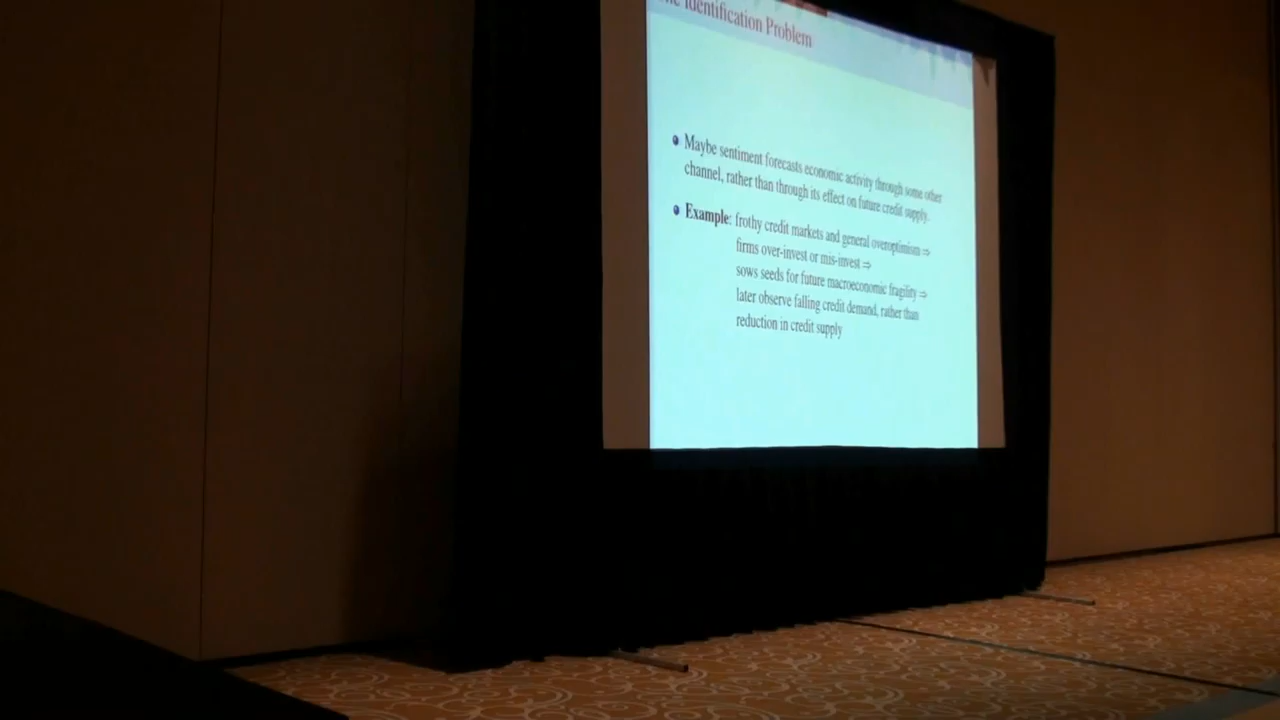 Identification Problem
Maybe sentiment forecasts economic activity through some other
channel, rather than through its effect on future credit supply.
Example: frothy credit markets and general overoptimism ⇒
firms over-invest or mis-invest ⇒
sows seeds for future macroeconomic fragility ⇒
later observe falling credit demand, rather than
reduction in credit supply